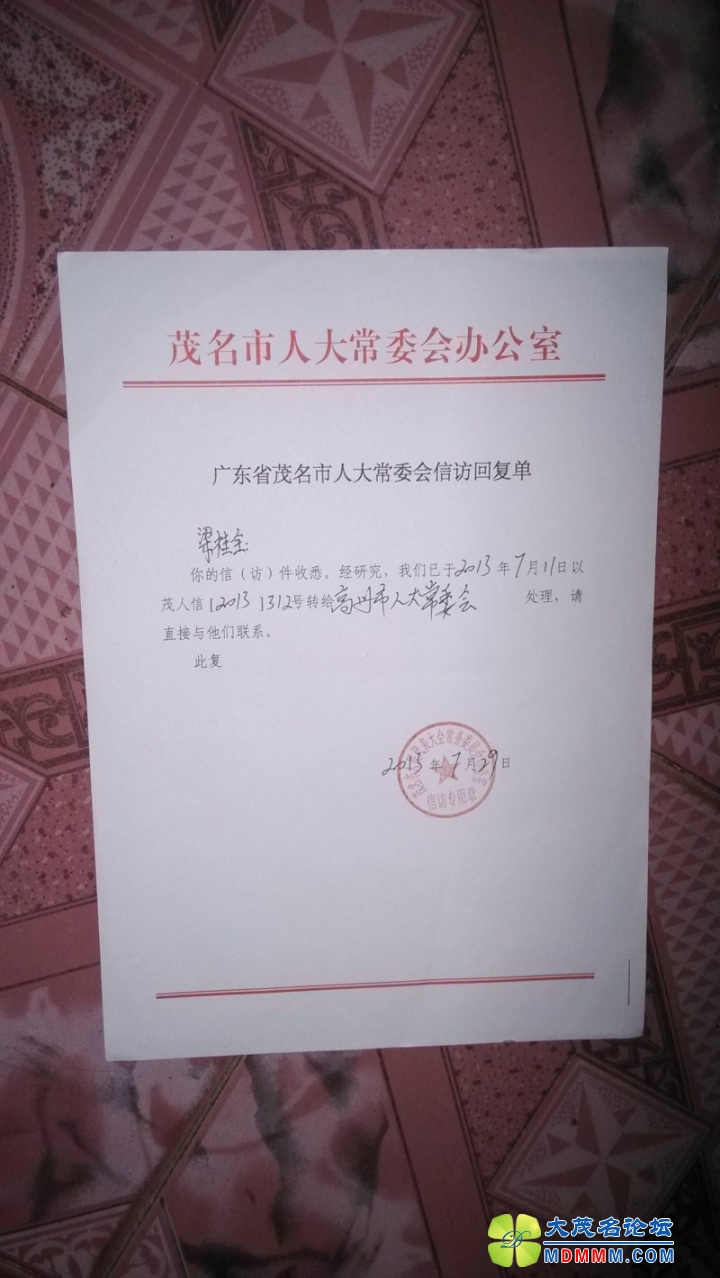 茂名市人大常委会办公室
广东省茂名市人大常委会信访回复单
梁桂全:
你的信(访)件收悉。经研究,我们已于2013年7月11日以
茂人信[2013]312号转给高州市人大常委会 处理,请
直接与他们联系。
此复
2013年7月29日
信访专用章
大茂名论坛
MDMMM.COM